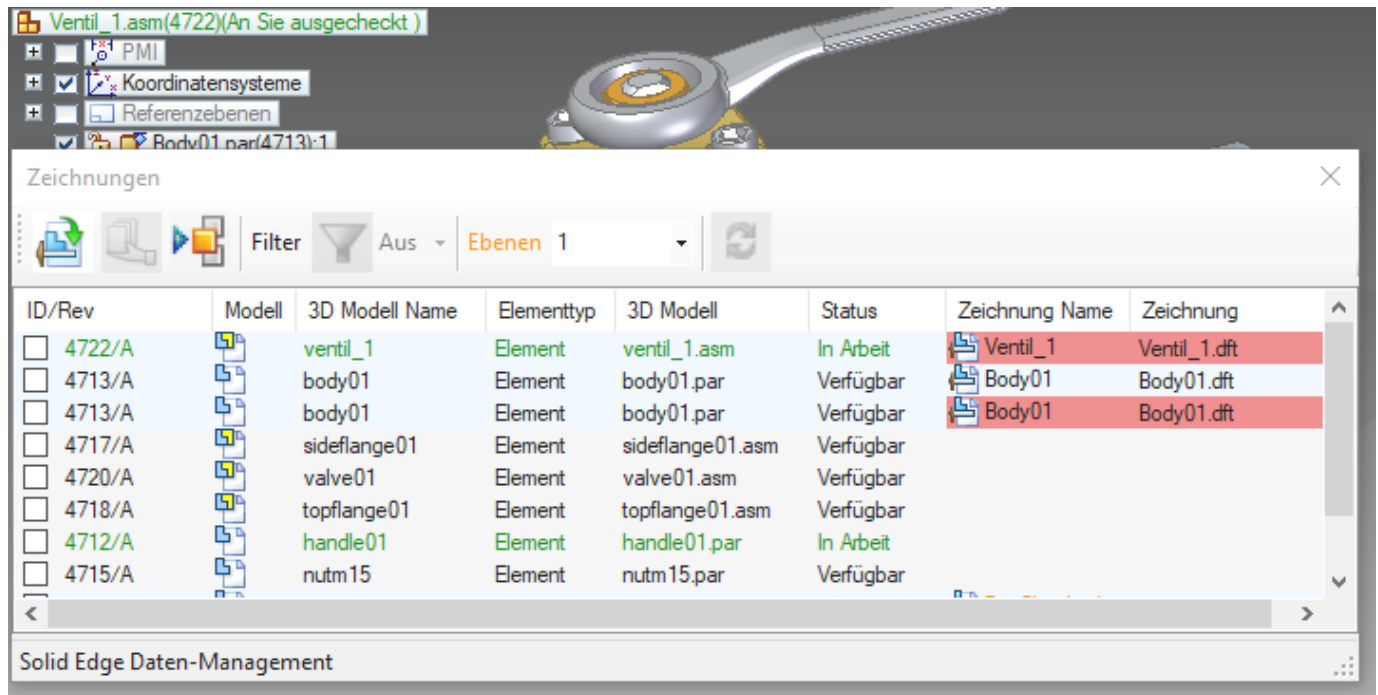 Ventil_1.asm(4722)(An Sie ausgecheckt )
PMI
Koordinatensysteme
Referenzebenen
Body01.par(4713):1
Zeichnungen
Filter Aus Ebenen 1
ID/Rev Modell 3D Modell Name Elementtyp 3D Modell Status Zeichnung Name Zeichnung
4722/A ventil_1 Element ventil_1.asm In Arbeit Ventil_1 Ventil_1.dft
4713/A body01 Element body01.par Verfügbar Body01 Body01.dft
4713/A body01 Element body01.par Verfügbar Body01 Body01.dft
4717/A sideflange01 Element sideflange01.asm Verfügbar
4720/A valve01 Element valve01.asm Verfügbar
4718/A topflange01 Element topflange01.asm Verfügbar
4712/A handle01 Element handle01.par In Arbeit
4715/A nutm15 Element nutm15.par Verfügbar
Solid Edge Daten-Management